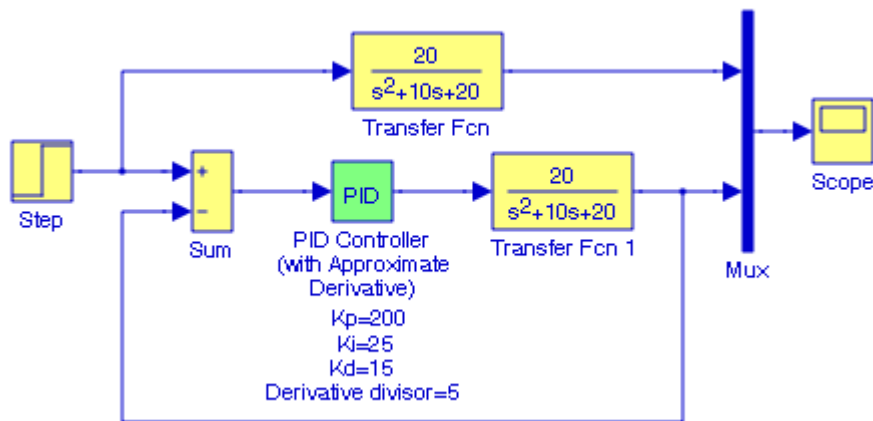 20
s²+10s+20
Transfer Fcn
Step
+
−
Sum
PID
PID Controller
(with Approximate
Derivative)
Kp=200
Ki=25
Kd=15
Derivative divisor=5
20
s²+10s+20
Transfer Fcn 1
Mux
Scope